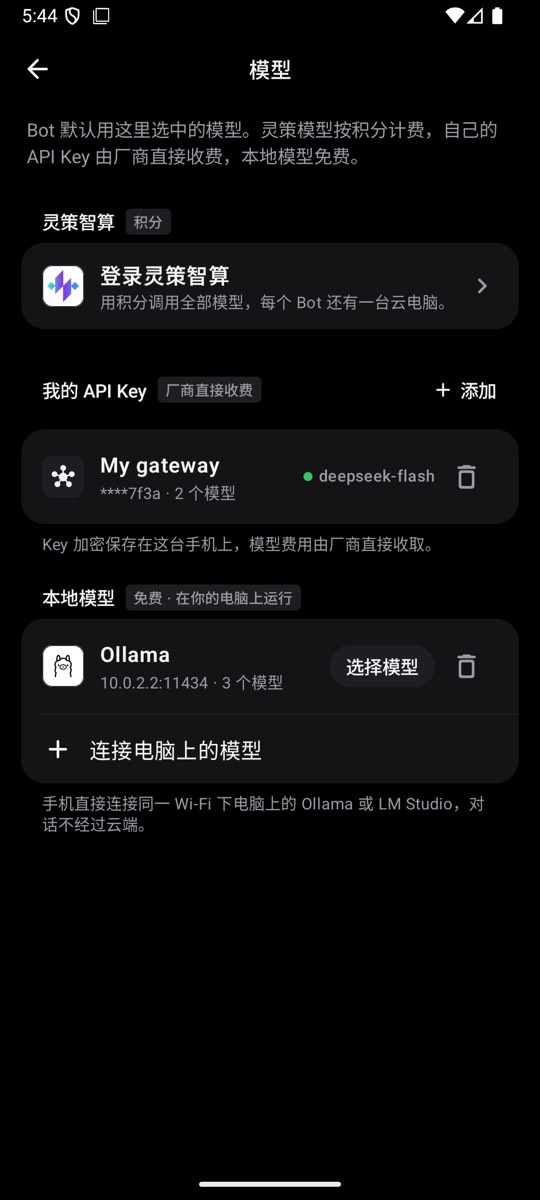 5:44
模型
Bot 默认用这里选中的模型。灵策模型按积分计费，自己的
API Key 由厂商直接收费，本地模型免费。
灵策智算 积分
登录灵策智算
用积分调用全部模型，每个 Bot 还有一台云电脑。
我的 API Key 厂商直接收费 + 添加
My gateway
****7f3a · 2 个模型
deepseek-flash
Key 加密保存在这台手机上，模型费用由厂商直接收取。
本地模型 免费 · 在你的电脑上运行
Ollama
10.0.2.2:11434 · 3 个模型
选择模型
+ 连接电脑上的模型
手机直接连接同一 Wi-Fi 下电脑上的 Ollama 或 LM Studio，对
话不经过云端。